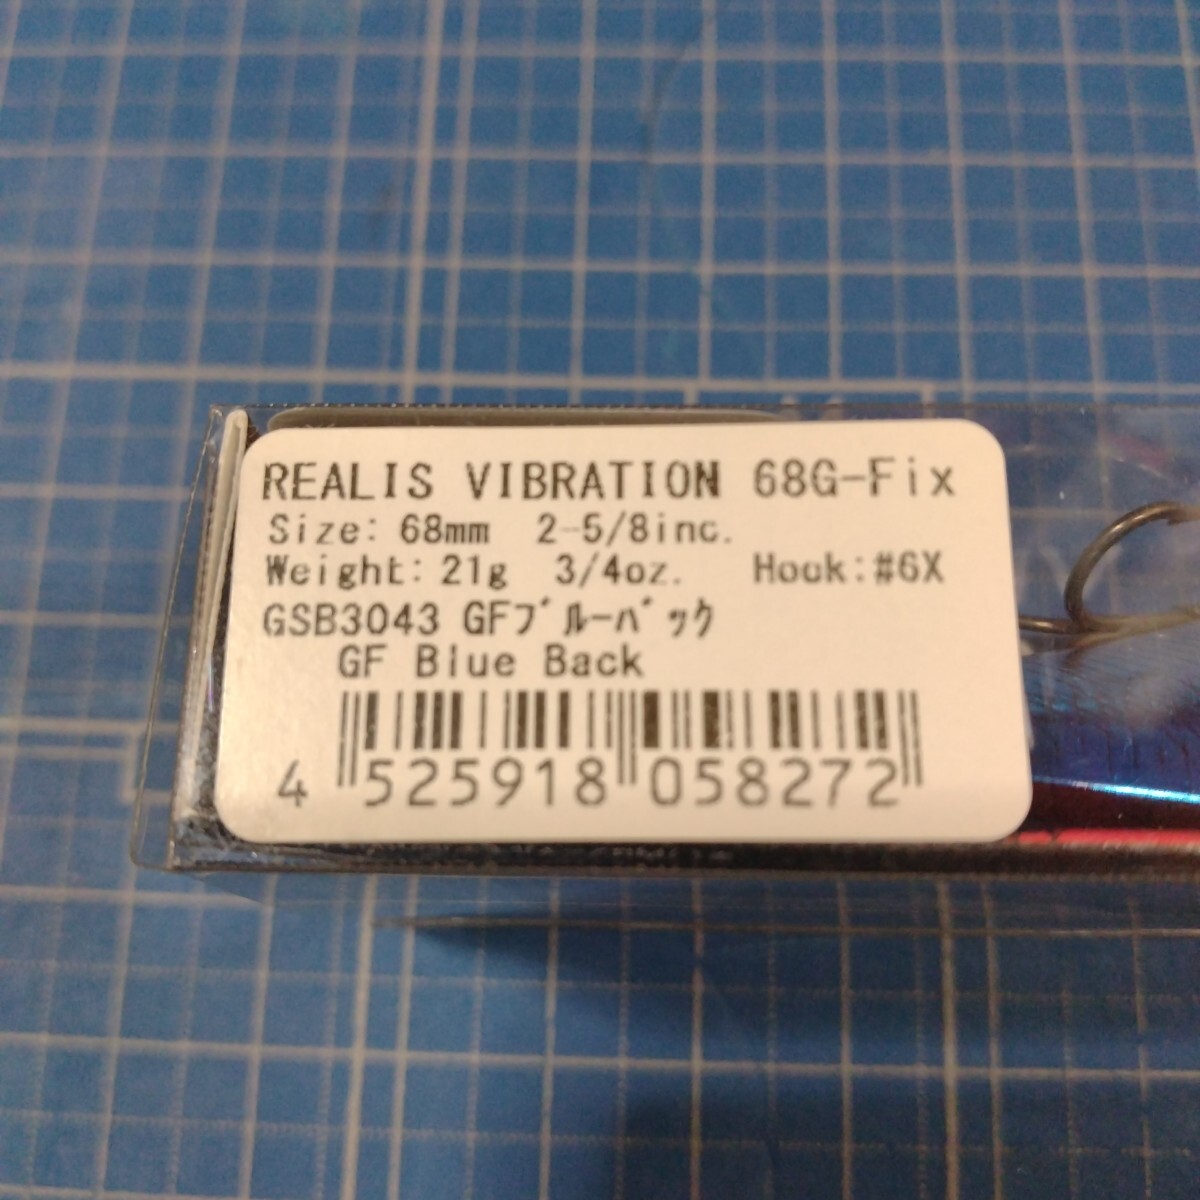 REALIS VIBRATION 68G-Fix
Size: 68mm 2-5/8inc.
Weight: 21g 3/4oz. Hook:#6X
GSB3043 GFブルーバック
GF Blue Back
4 525918 058272